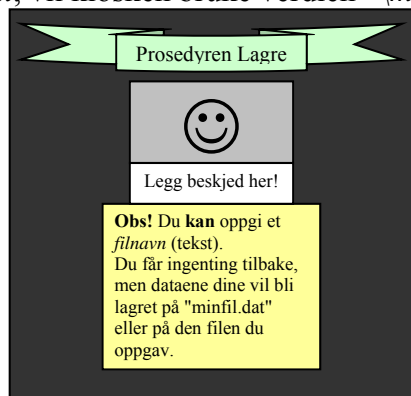 Prosedyren Lagre
Legg beskjed her!
Obs! Du kan oppgi et
filnavn (tekst).
Du får ingenting tilbake,
men dataene dine vil bli
lagret på "minfil.dat"
eller på den filen du
oppgav.